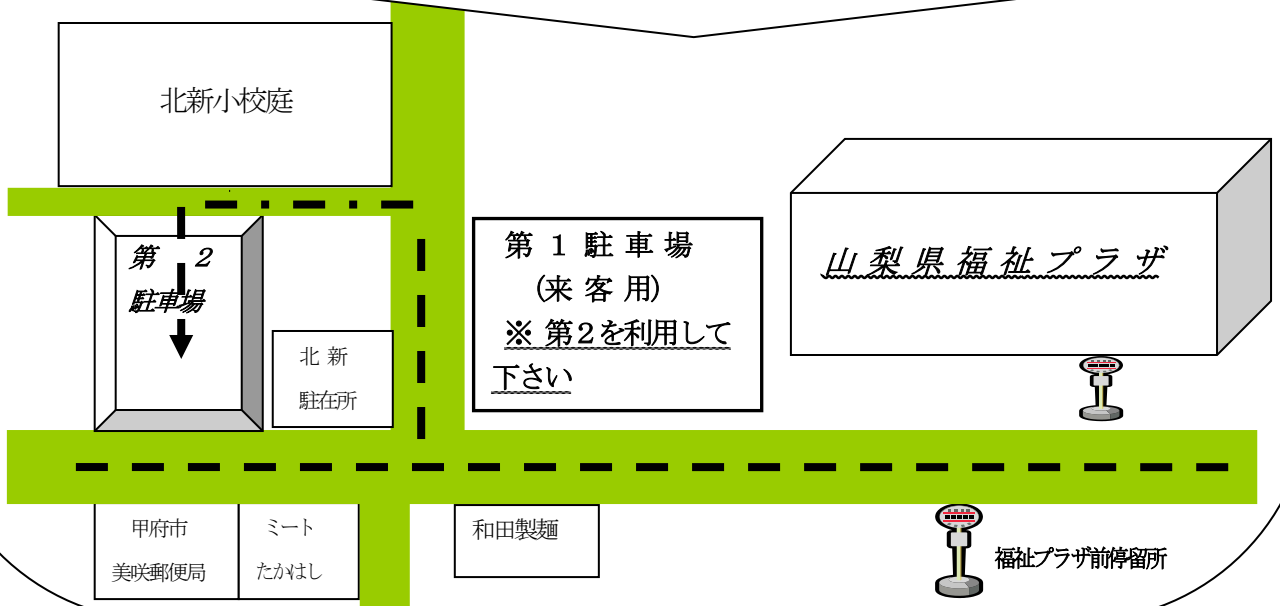 北新小校庭
第 2
駐車場
北 新
駐在所
第 1 駐 車 場
(来 客 用)
※ 第２を利用して
下さい
山 梨 県 福 祉 プ ラ ザ
甲府市
美咲郵便局
ミート
たかはし
和田製麺
福祉プラザ前停留所